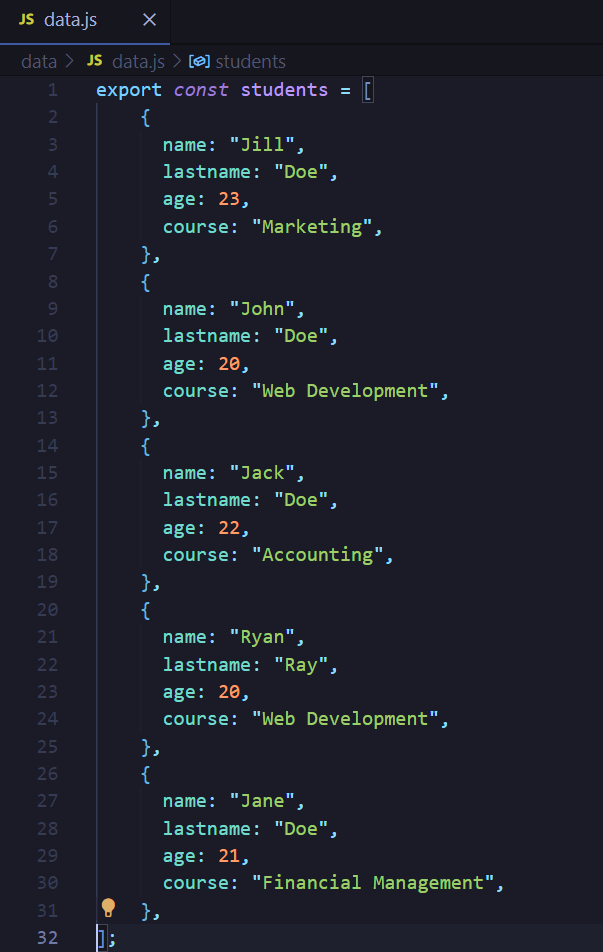 JS data.js ×
data > JS data.js > students
1 export const students = [
2     {
3       name: "Jill",
4       lastname: "Doe",
5       age: 23,
6       course: "Marketing",
7     },
8     {
9       name: "John",
10       lastname: "Doe",
11       age: 20,
12       course: "Web Development",
13     },
14     {
15       name: "Jack",
16       lastname: "Doe",
17       age: 22,
18       course: "Accounting",
19     },
20     {
21       name: "Ryan",
22       lastname: "Ray",
23       age: 20,
24       course: "Web Development",
25     },
26     {
27       name: "Jane",
28       lastname: "Doe",
29       age: 21,
30       course: "Financial Management",
31     },
32 ];